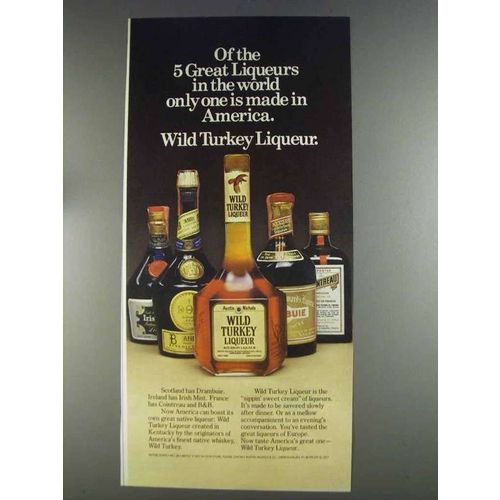 Of the
5 Great Liqueurs
in the world
only one is made in
America.
Wild Turkey Liqueur.
WILD
TURKEY
LIQUEUR
Iris
B
BUIE
NTREAU
Austin Nichols
WILD
TURKEY
LIQUEUR
Scotland has Drambuie.
Ireland has Irish Mist. France
has Cointreau and B&B.
Now America can boast its
own great native liqueur: Wild
Turkey Liqueur created in
Kentucky by the originators of
America's finest native whiskey,
Wild Turkey.
Wild Turkey Liqueur is the
"sippin' sweet cream" of liqueurs.
It's made to be savored slowly
after dinner. Or as a mellow
accompaniment to an evening's
conversation. You've tasted the
great liqueurs of Europe.
Now taste America's great one—
Wild Turkey Liqueur.